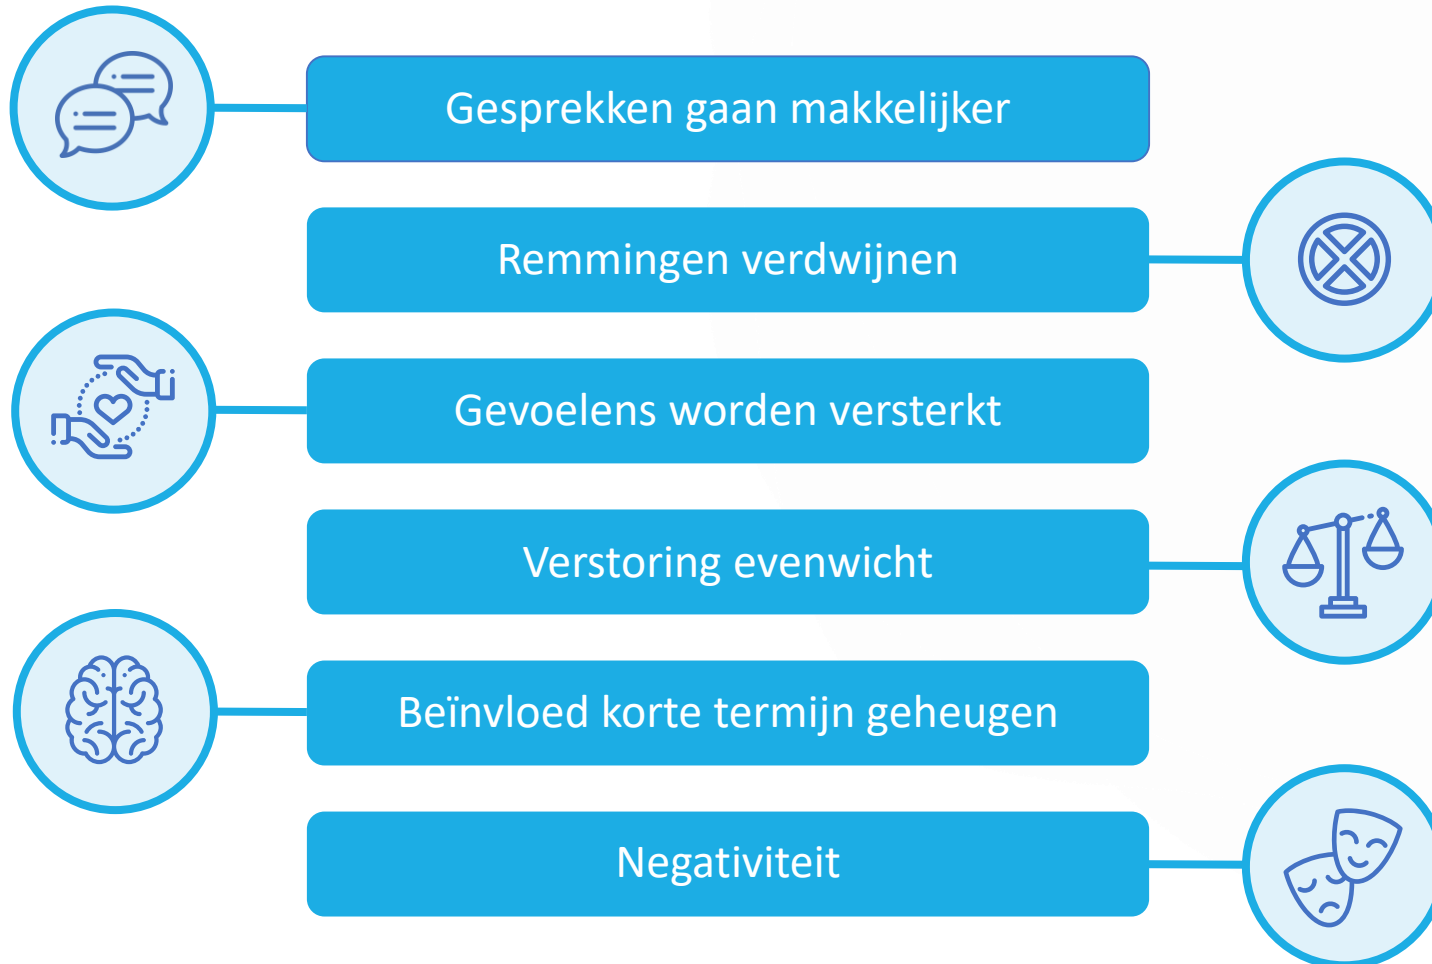 Gesprekken gaan makkelijker
Remmingen verdwijnen
Gevoelens worden versterkt
Verstoring evenwicht
Beïnvloed korte termijn geheugen
Negativiteit